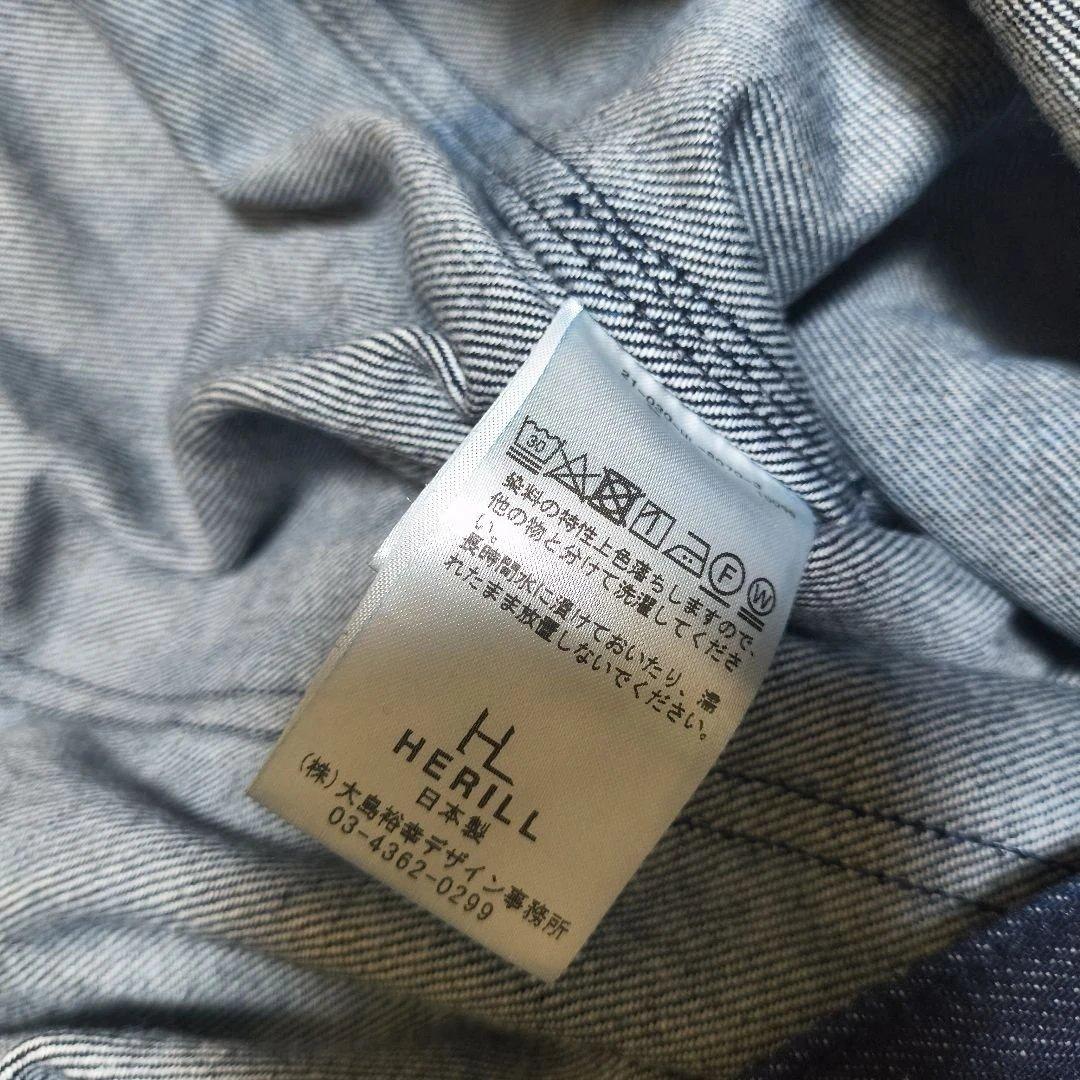 30
F W
染料の特性上色落ちしますので、
他の物と分けて洗濯してくださ
い。
長時間水に漬けておいたり、濡
れたまま放置しないでください。
HL
HERILL
日本製
(株)大島裕幸デザイン事務所
03-4362-0299